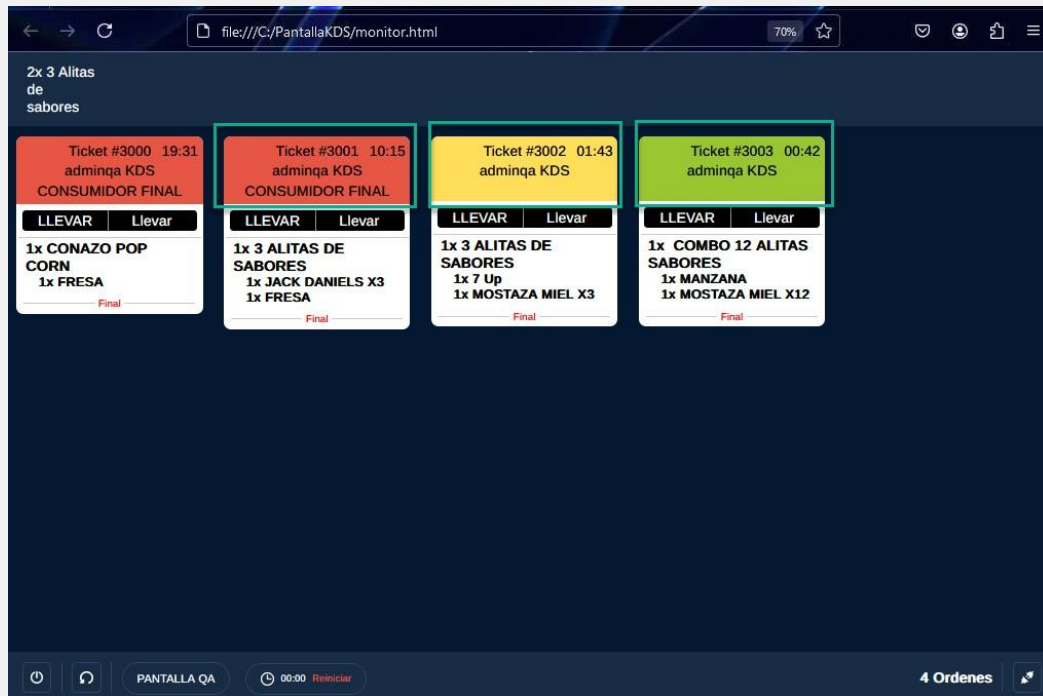 file:///C:/PantallaKDS/monitor.html
70%
2x 3 Alitas
de
sabores
Ticket #3000 19:31
adminqa KDS
CONSUMIDOR FINAL
LLEVAR Llevar
1x CONAZO POP
CORN
1x FRESA
Final
Ticket #3001 10:15
adminqa KDS
CONSUMIDOR FINAL
LLEVAR Llevar
1x 3 ALITAS DE
SABORES
1x JACK DANIELS X3
1x FRESA
Final
Ticket #3002 01:43
adminqa KDS
LLEVAR Llevar
1x 3 ALITAS DE
SABORES
1x 7 Up
1x MOSTAZA MIEL X3
Final
Ticket #3003 00:42
adminqa KDS
LLEVAR Llevar
1x COMBO 12 ALITAS
SABORES
1x MANZANA
1x MOSTAZA MIEL X12
Final
PANTALLA QA
00:00 Reiniciar
4 Ordenes